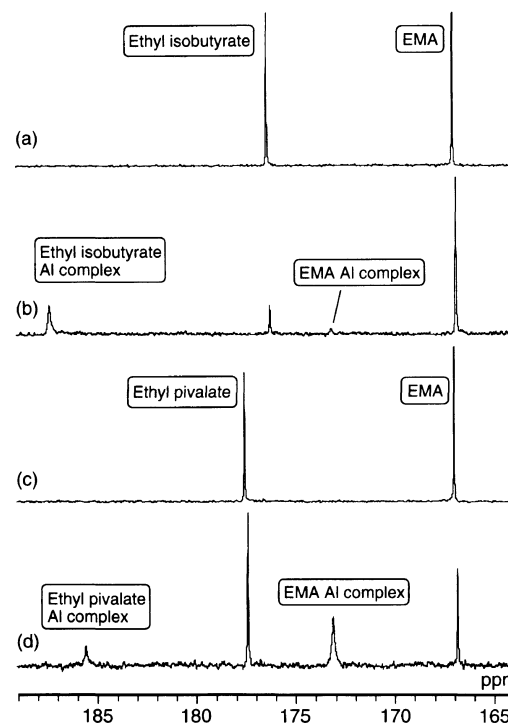 Ethyl isobutyrate
EMA
(a)
Ethyl isobutyrate
Al complex
EMA Al complex
(b)
Ethyl pivalate
EMA
(c)
Ethyl pivalate
Al complex
EMA Al complex
(d)
ppr
185
180
175
170
165